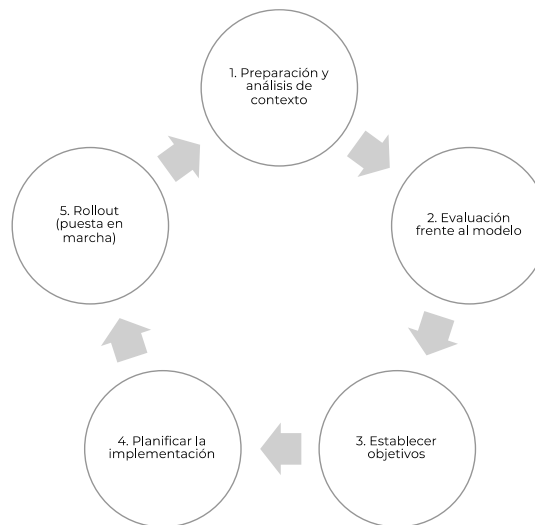 1. Preparación y
análisis de
contexto
2. Evaluación
frente al modelo
3. Establecer
objetivos
4. Planificar la
implementación
5. Rollout
(puesta en
marcha)